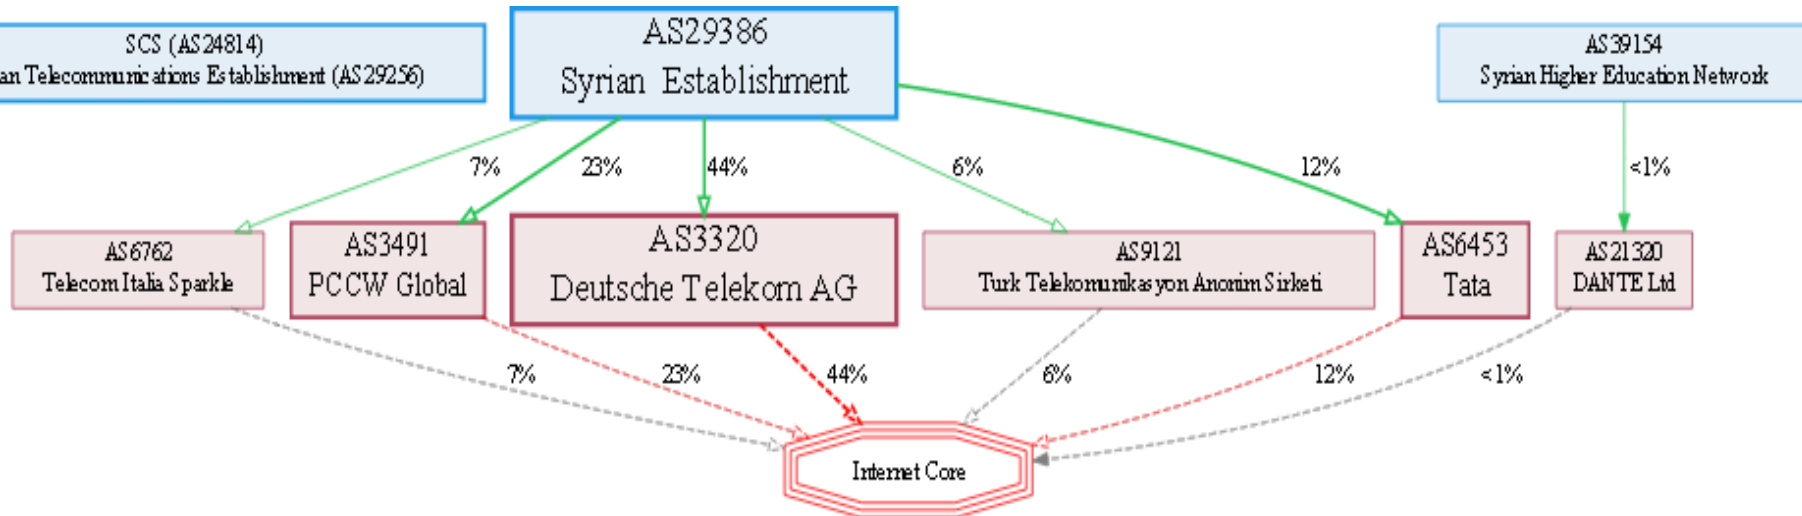 SCS (AS24814)
an Telecommunications Establishment (AS29256)
AS29386
Syrian Establishment
AS39154
Syrian Higher Education Network
7%
23%
44%
6%
12%
<1%
AS6762
Telecom Italia Sparkle
AS3491
PCCW Global
AS3320
Deutsche Telekom AG
AS9121
Turk Telekomunikasyon Anonim Sirketi
AS6453
Tata
AS21320
DANTE Ltd
7%
23%
44%
6%
12%
<1%
Internet Core